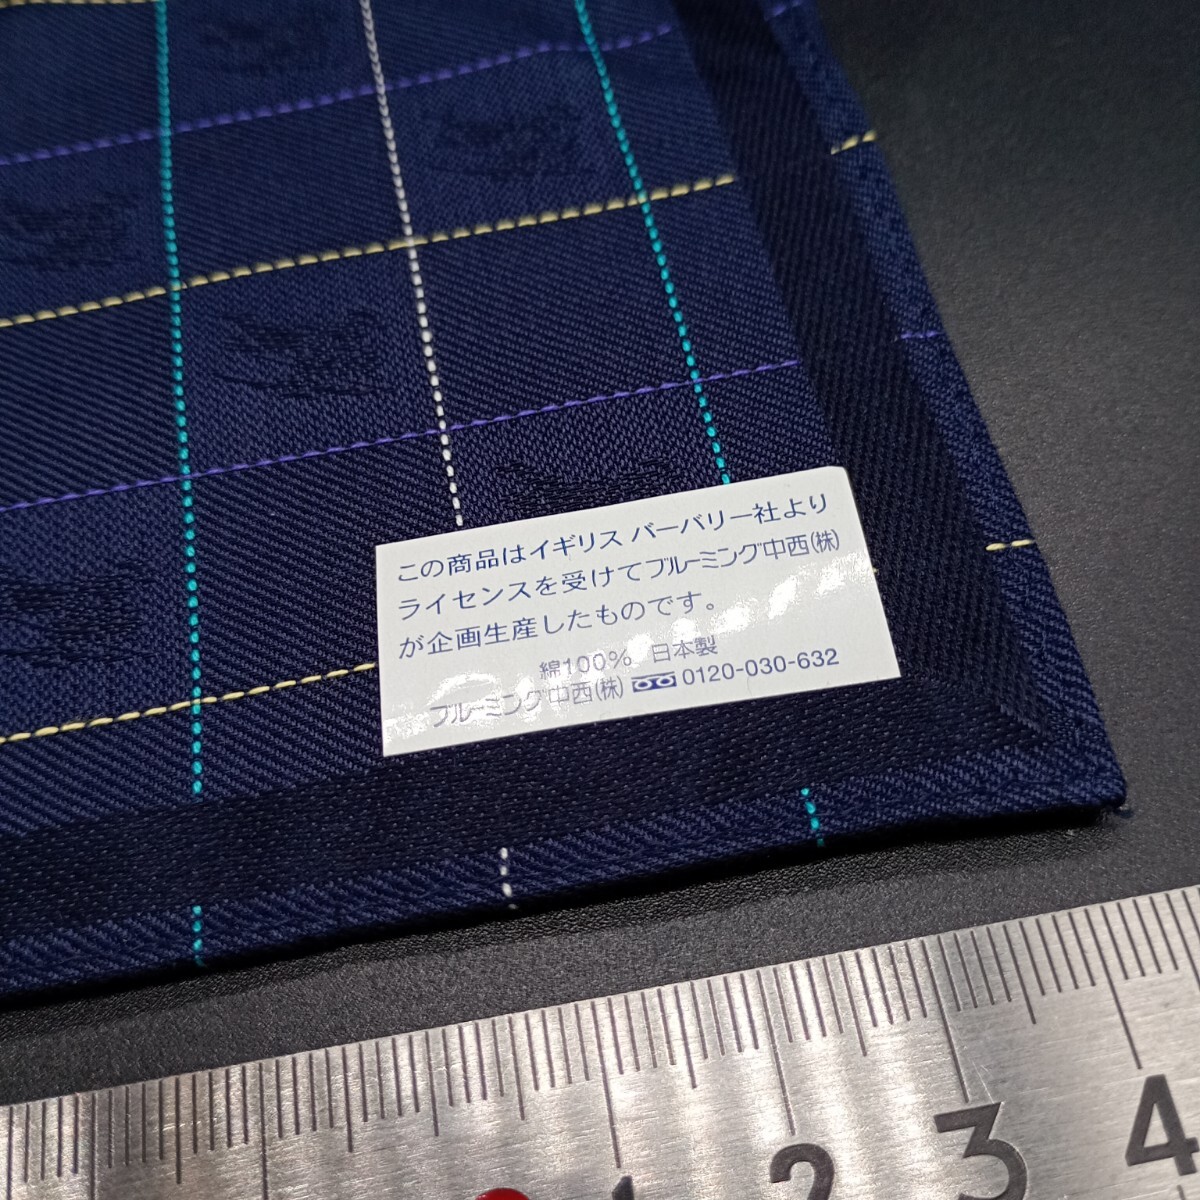 この商品はイギリス バーバリー社より
ライセンスを受けてブルーミング中西(株)
が企画生産したものです。
綿100% 日本製
ブルーミング中西(株) 0120-030-632
1 2 3 4